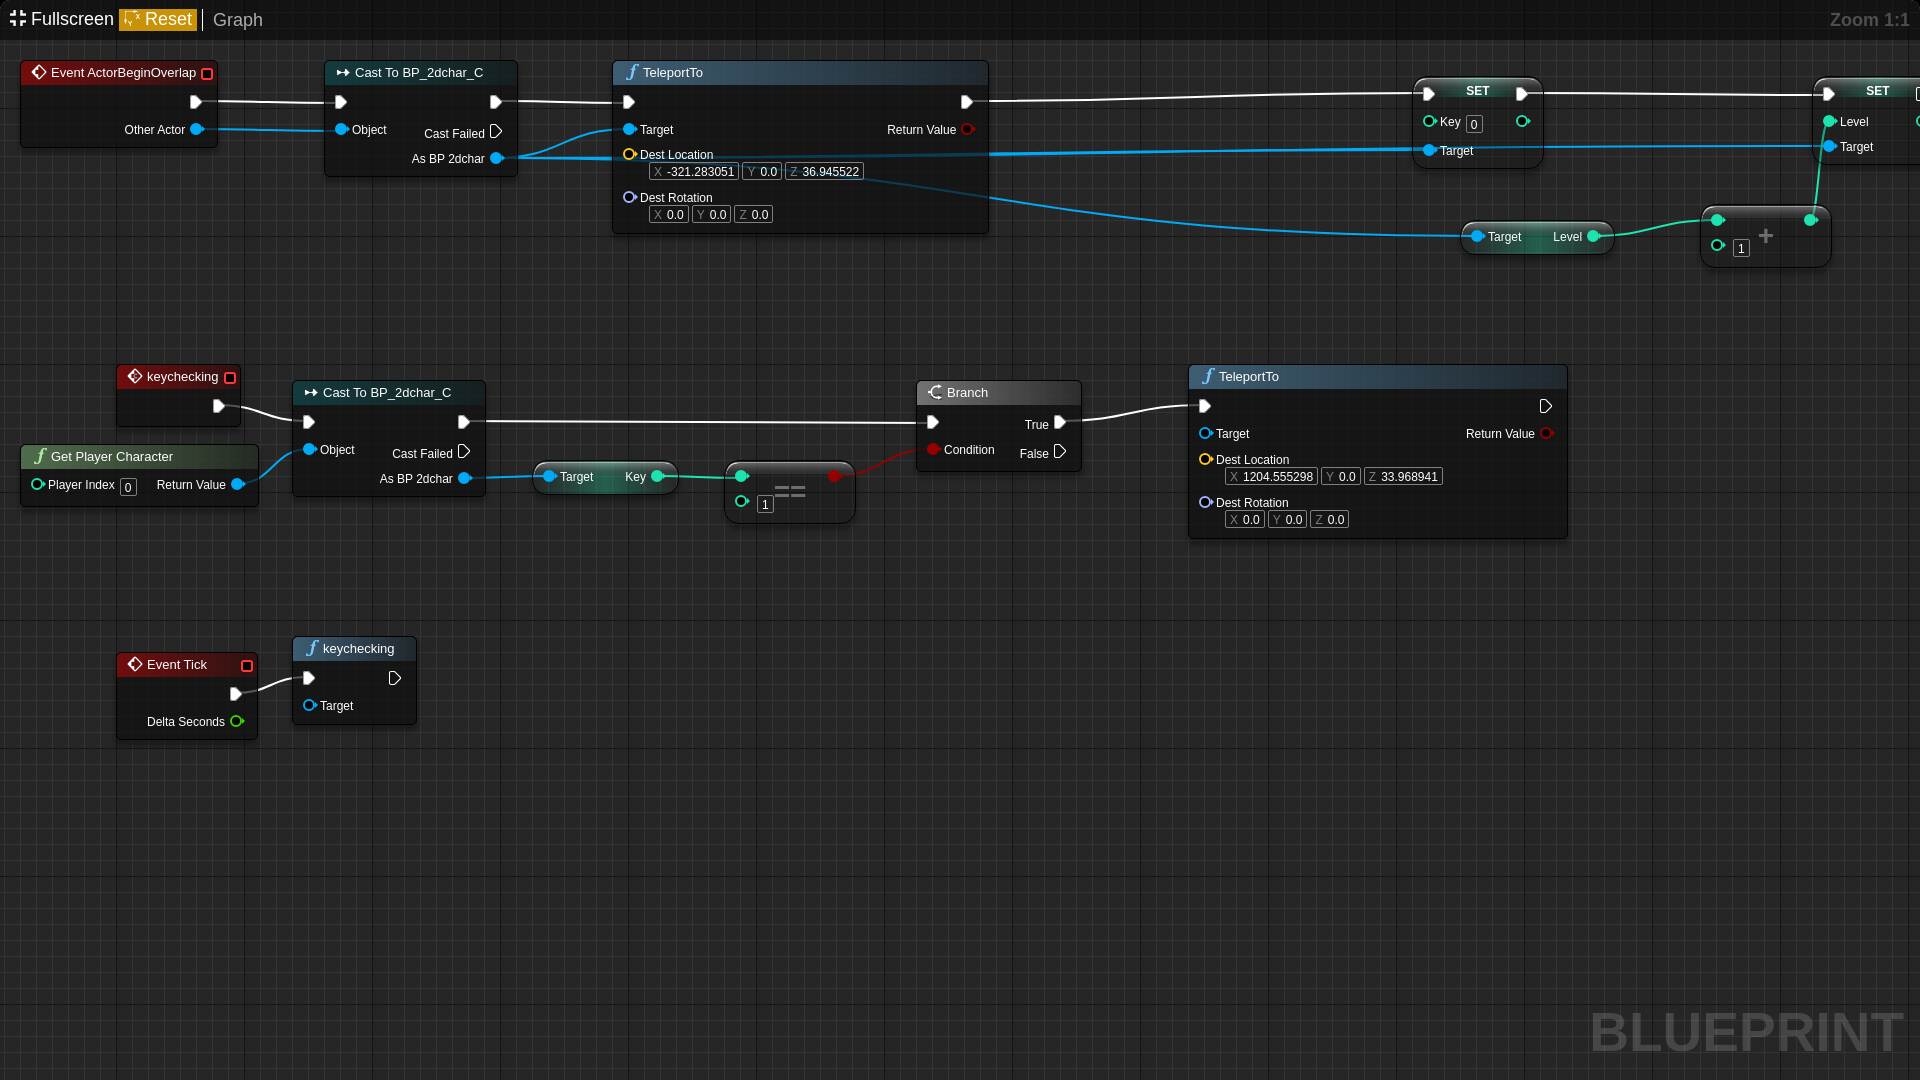 Fullscreen Reset Graph Zoom 1:1
Event ActorBeginOverlap
Other Actor
Cast To BP_2dchar_C
Object
Cast Failed
As BP 2dchar
TeleportTo
Target
Return Value
Dest Location
X -321.283051 Y 0.0 Z 36.945522
Dest Rotation
X 0.0 Y 0.0 Z 0.0
SET
Key 0
Target
SET
Level
Target
Target Level
1 +
keychecking
Get Player Character
Player Index 0 Return Value
Cast To BP_2dchar_C
Object
Cast Failed
As BP 2dchar
Target Key
1 ==
Branch
True
Condition
False
TeleportTo
Target
Return Value
Dest Location
X 1204.555298 Y 0.0 Z 33.968941
Dest Rotation
X 0.0 Y 0.0 Z 0.0
Event Tick
Delta Seconds
keychecking
Target
BLUEPRINT